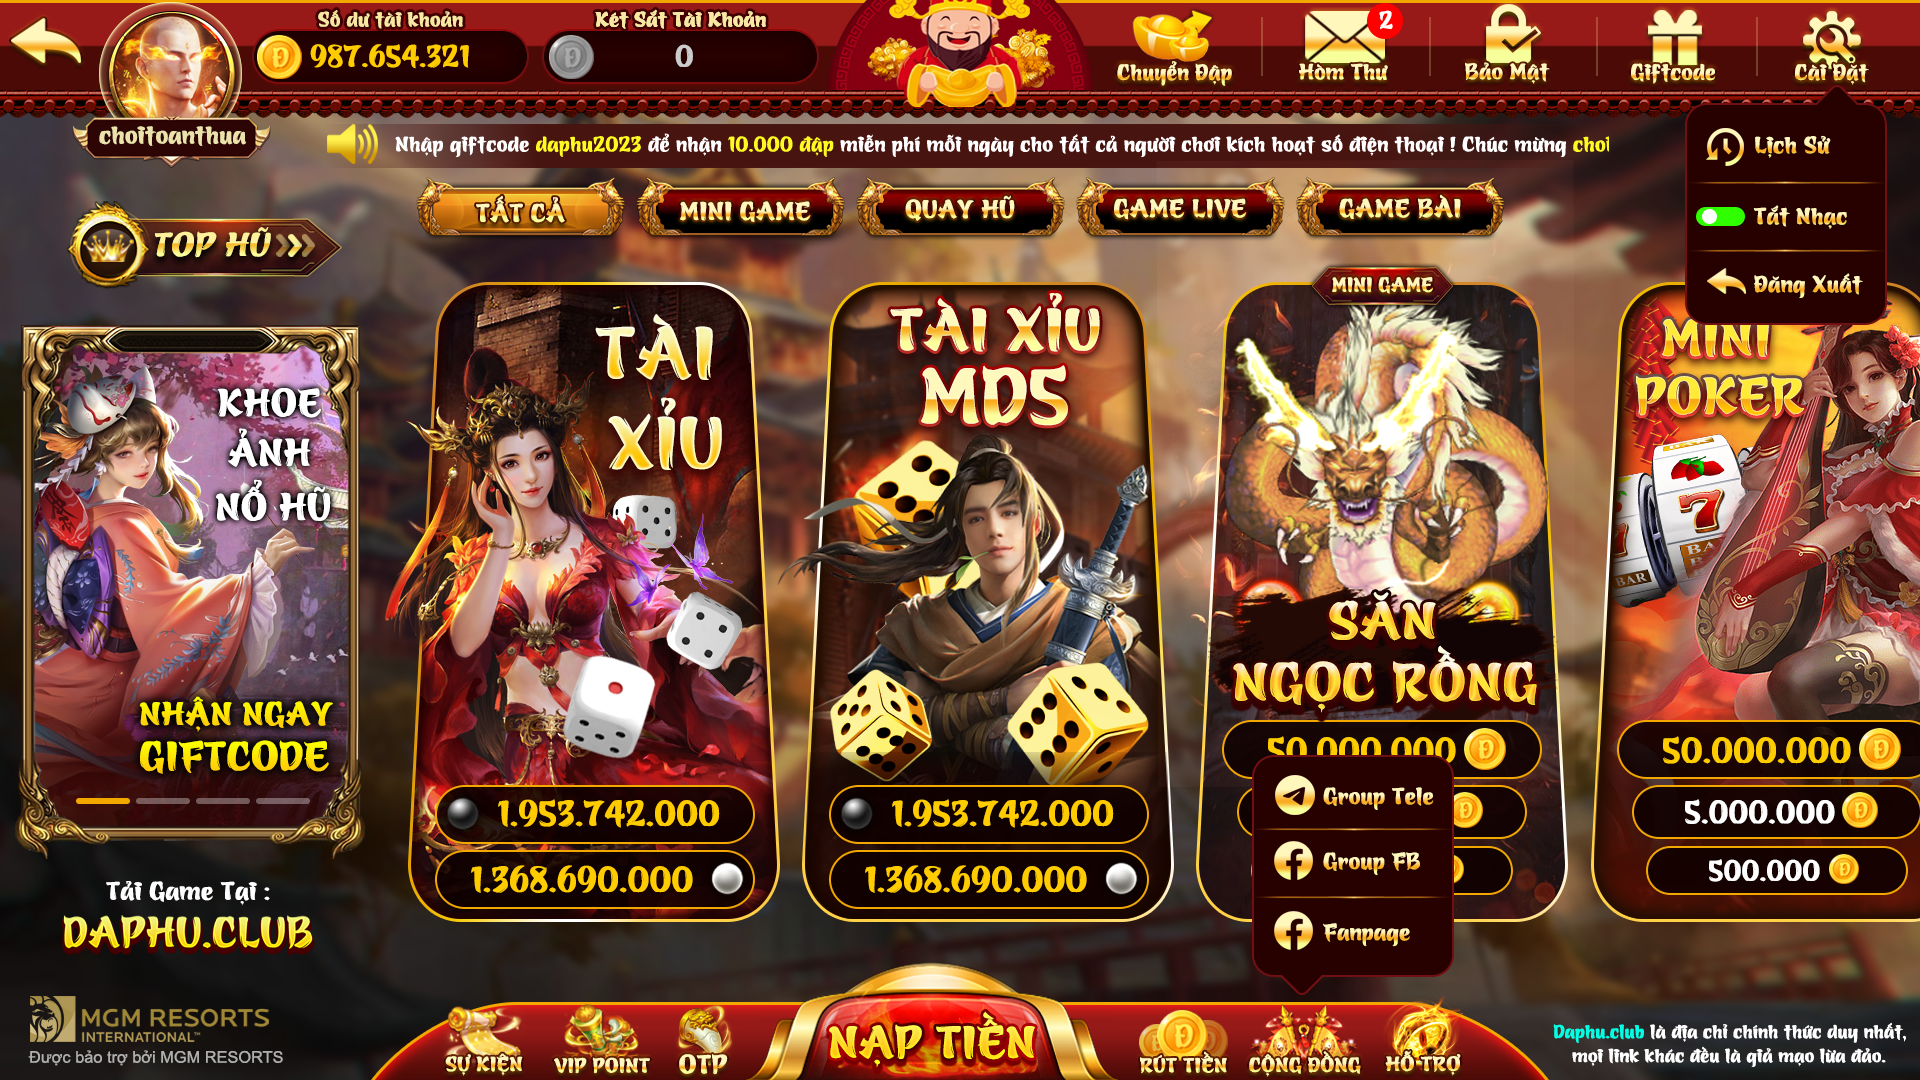 Số dư tài khoản
987.654.321
Két Sắt Tài Khoản
0
Chuyển Đập
2
Hòm Thư
Bảo Mật
Giftcode
Cài Đặt
choitoanthua
Nhập giftcode daphu2023 để nhận 10.000 đập miễn phí mỗi ngày cho tất cả người chơi kích hoạt số điện thoại ! Chúc mừng choi
Lịch Sử
Tắt Nhạc
Đăng Xuất
TOP HŨ
TẤT CẢ
MINI GAME
QUAY HŨ
GAME LIVE
GAME BÀI
KHOE
ẢNH
NỔ HŨ
NHẬN NGAY
GIFTCODE
TÀI
XỈU
1.953.742.000
1.368.690.000
TÀI XỈU
MD5
1.953.742.000
1.368.690.000
MINI GAME
SĂN
NGỌC RỒNG
50.000.000
MINI
POKER
7
BAR
50.000.000
5.000.000
500.000
Group Tele
Group FB
Fanpage
Tải Game Tại :
DAPHU.CLUB
MGM RESORTS
INTERNATIONAL™
Được bảo trợ bởi MGM RESORTS
SỰ KIỆN
VIP POINT
OTP
NẠP TIỀN
RÚT TIỀN
CỘNG ĐỒNG
HỖ TRỢ
Daphu.club là địa chỉ chính thức duy nhất,
mọi link khác đều là giả mạo lừa đảo.